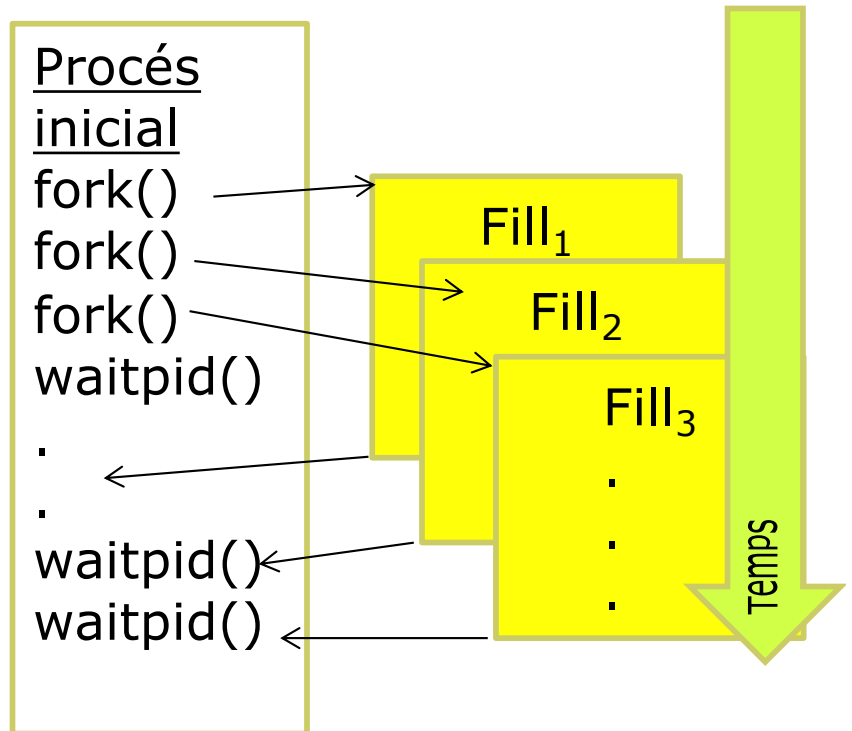 Procés
inicial
fork()
fork()
fork()
waitpid()
.
.
waitpid()
waitpid()
Fill₁
Fill₂
Fill₃
.
.
.
Temps